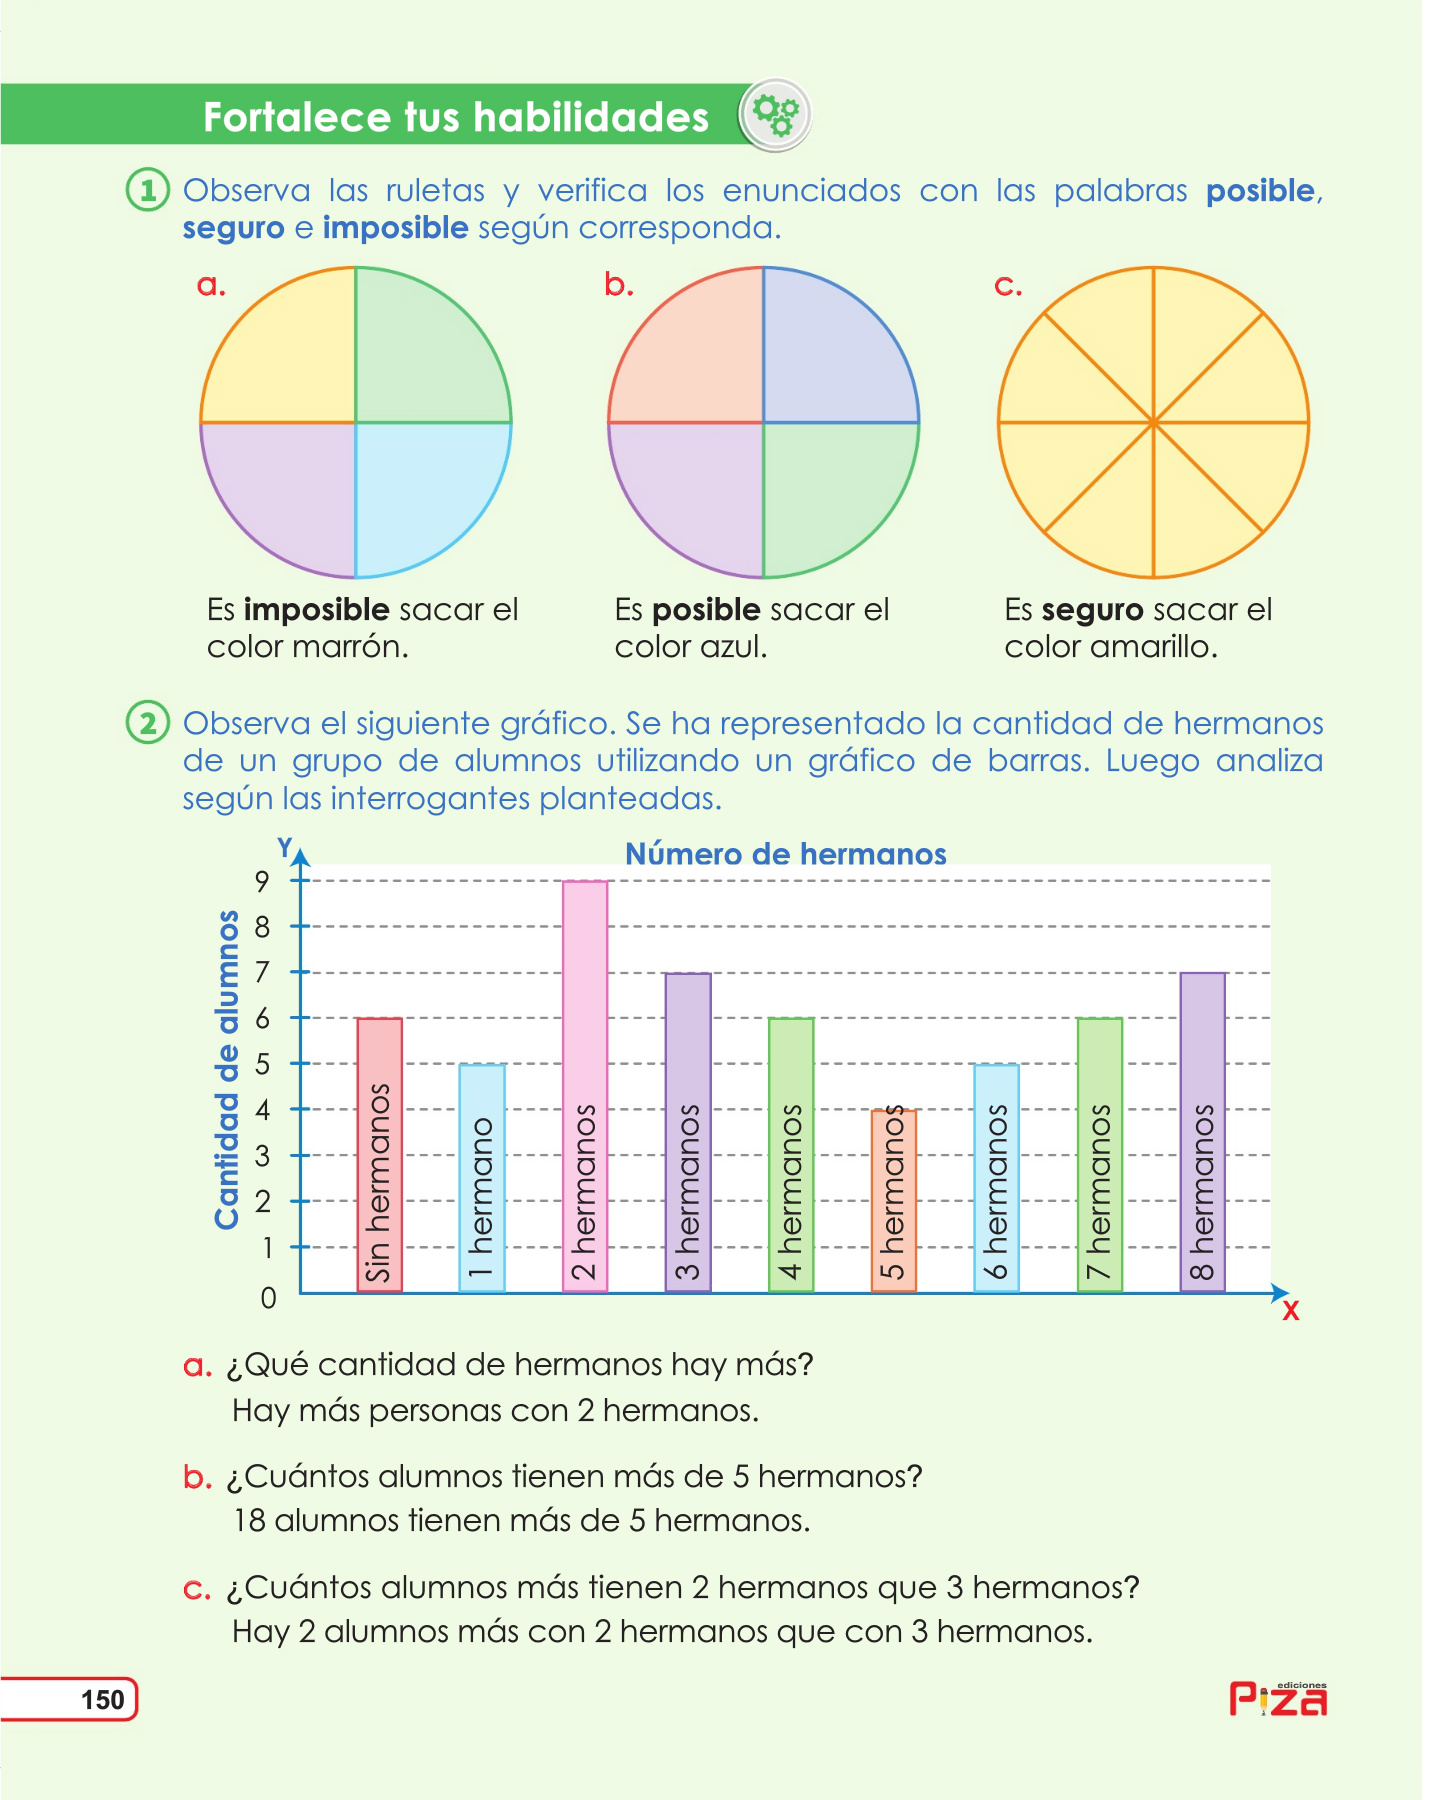 Fortalece tus habilidades
1 Observa las ruletas y verifica los enunciados con las palabras posible,
seguro e imposible según corresponda.
a.
b.
c.
Es imposible sacar el
color marrón.
Es posible sacar el
color azul.
Es seguro sacar el
color amarillo.
2 Observa el siguiente gráfico. Se ha representado la cantidad de hermanos
de un grupo de alumnos utilizando un gráfico de barras. Luego analiza
según las interrogantes planteadas.
Número de hermanos
Y
Cantidad de alumnos
9
8
7
6
5
4
3
2
1
0
Sin hermanos
1 hermano
2 hermanos
3 hermanos
4 hermanos
5 hermanos
6 hermanos
7 hermanos
8 hermanos
X
a. ¿Qué cantidad de hermanos hay más?
Hay más personas con 2 hermanos.
b. ¿Cuántos alumnos tienen más de 5 hermanos?
18 alumnos tienen más de 5 hermanos.
c. ¿Cuántos alumnos más tienen 2 hermanos que 3 hermanos?
Hay 2 alumnos más con 2 hermanos que con 3 hermanos.
150
ediciones
Piza